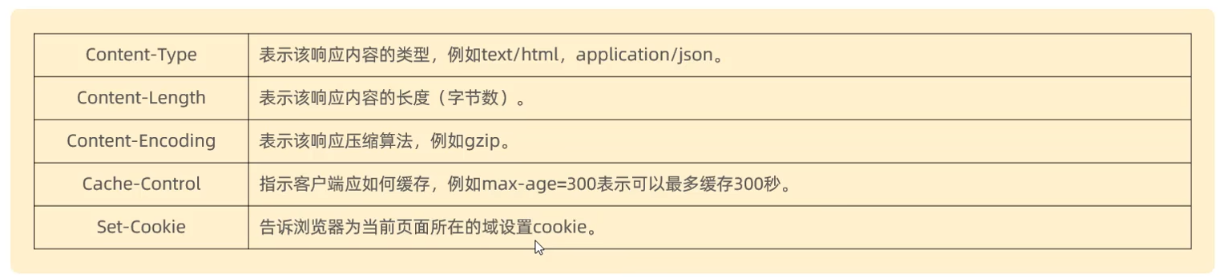 Content-Type 表示该响应内容的类型，例如text/html，application/json。
Content-Length 表示该响应内容的长度（字节数）。
Content-Encoding 表示该响应压缩算法，例如gzip。
Cache-Control 指示客户端应如何缓存，例如max-age=300表示可以最多缓存300秒。
Set-Cookie 告诉浏览器为当前页面所在的域设置cookie。